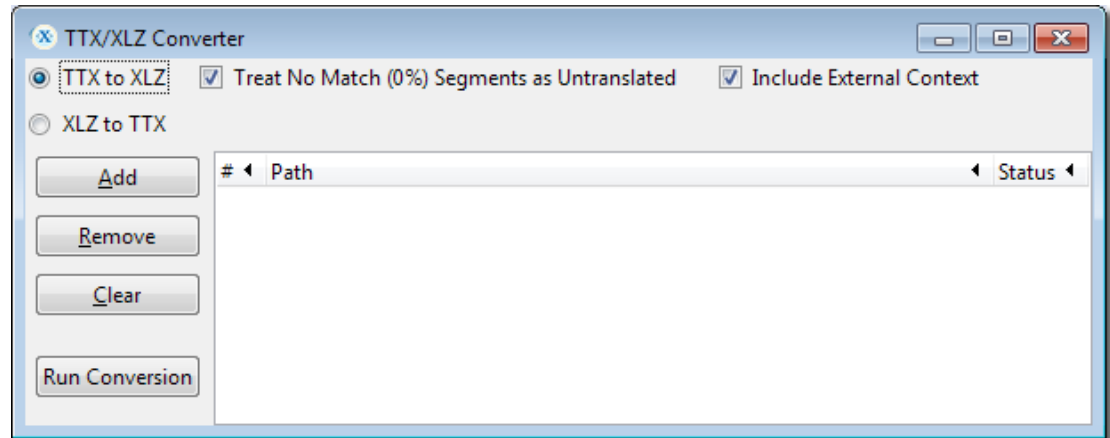 TTX/XLZ Converter
TTX to XLZ Treat No Match (0%) Segments as Untranslated Include External Context
XLZ to TTX
Add # Path Status
Remove
Clear
Run Conversion